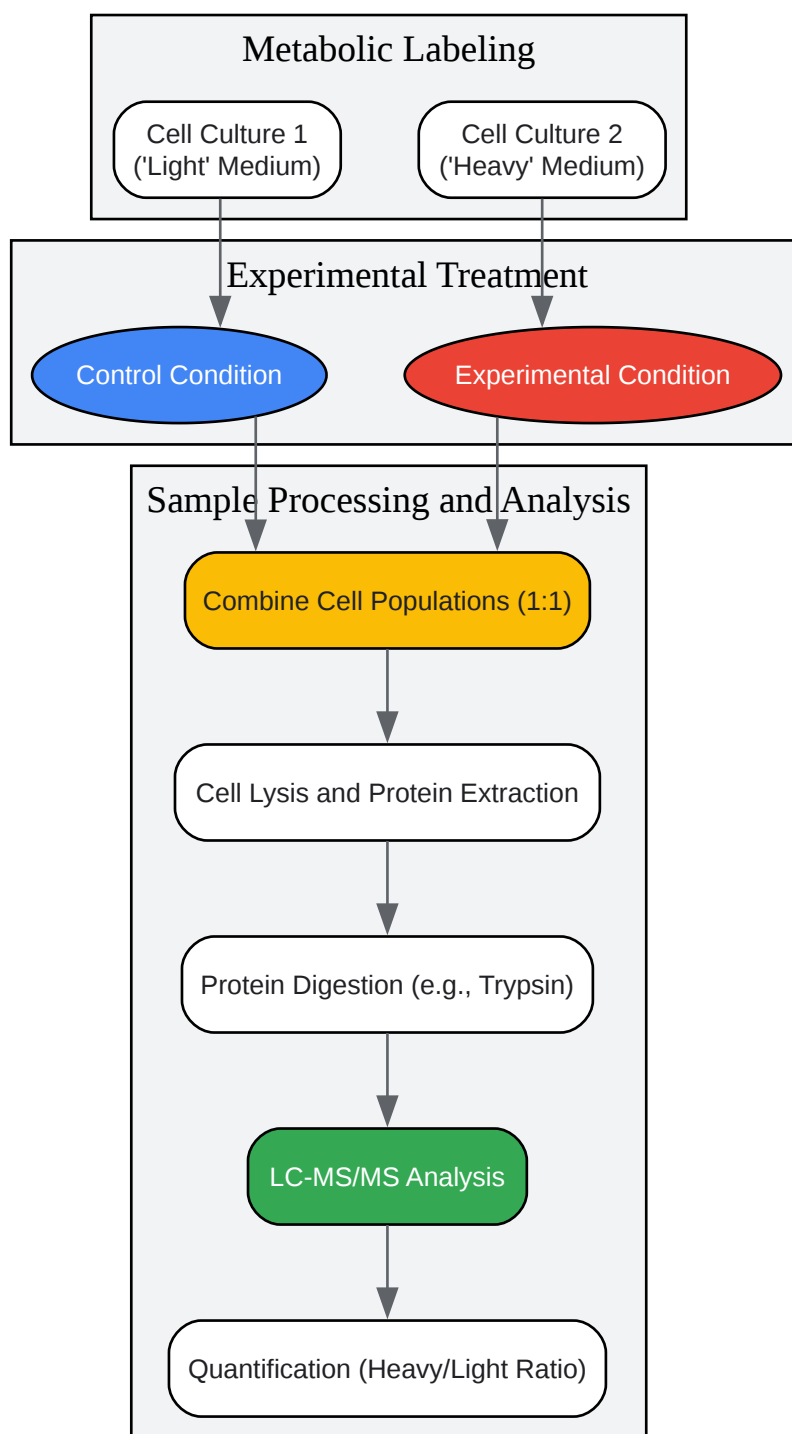 Metabolic Labeling
Cell Culture 1
('Light' Medium)
Cell Culture 2
('Heavy' Medium)
Experimental Treatment
Control Condition
Experimental Condition
Sample Processing and Analysis
Combine Cell Populations (1:1)
Cell Lysis and Protein Extraction
Protein Digestion (e.g., Trypsin)
LC-MS/MS Analysis
Quantification (Heavy/Light Ratio)